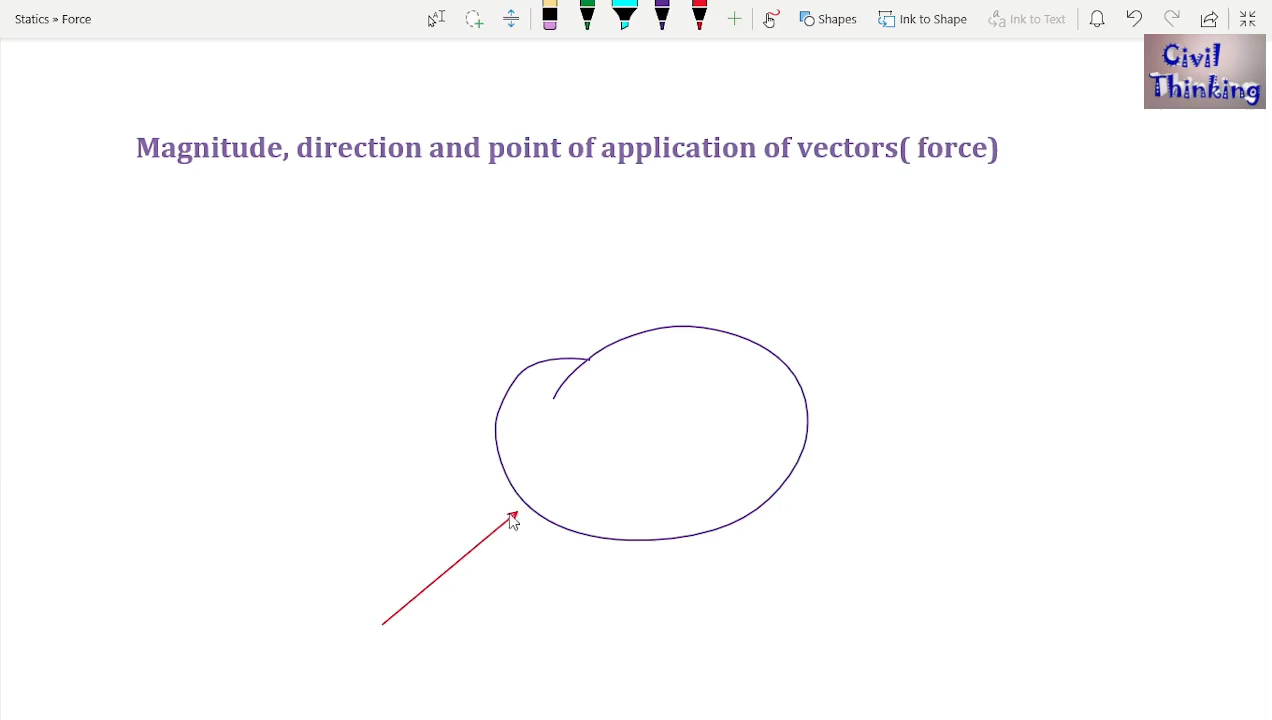 Statics » Force
Shapes
Ink to Shape
Ink to Text
Civil
Thinking
Magnitude, direction and point of application of vectors( force)